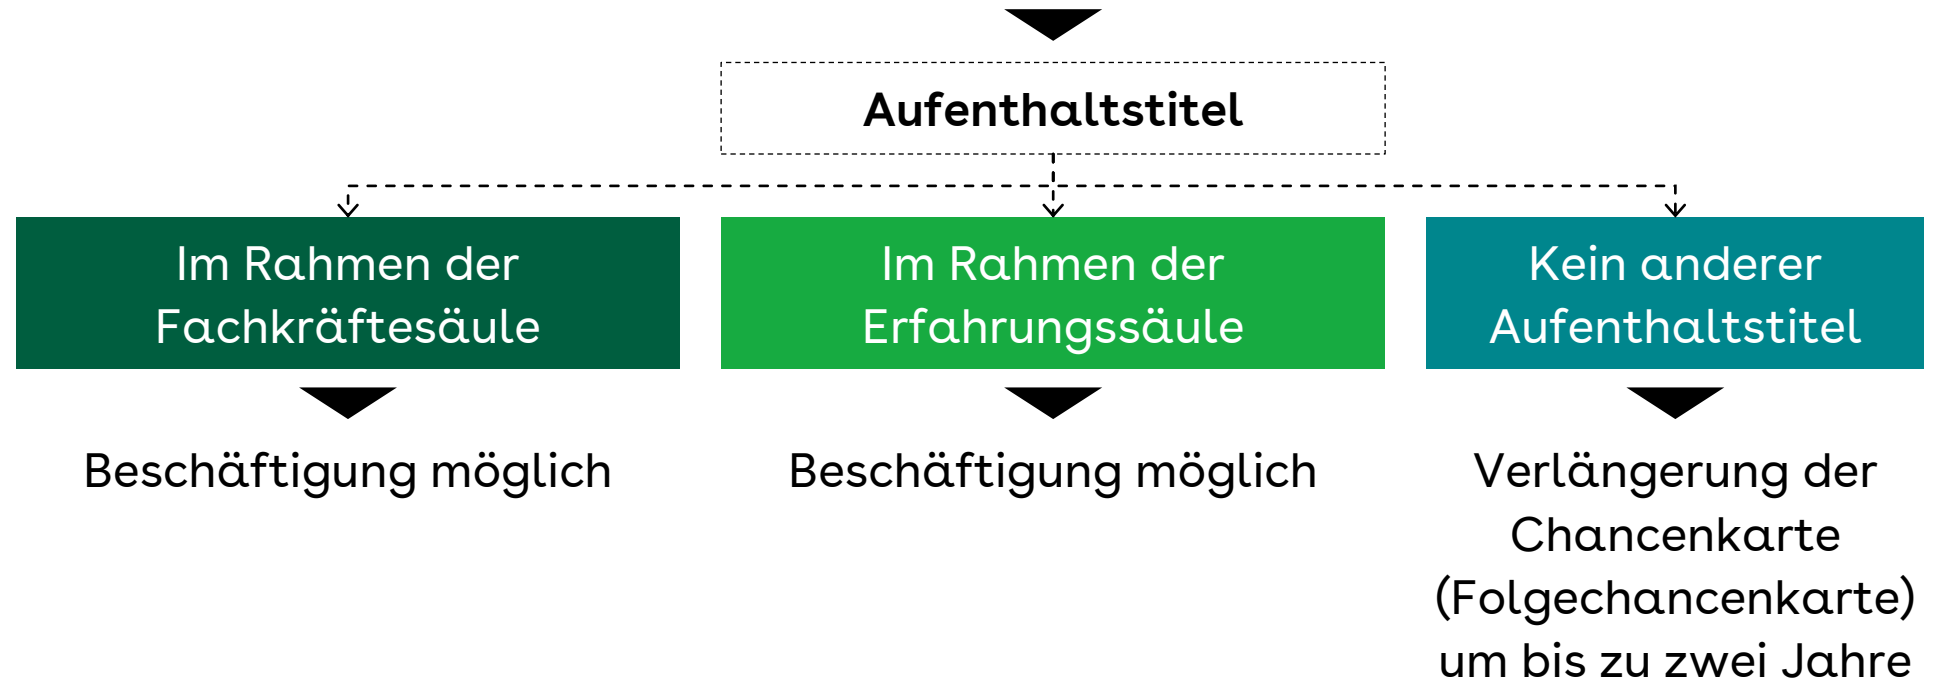 Aufenthaltstitel
Im Rahmen der
Fachkräftesäule
Beschäftigung möglich
Im Rahmen der
Erfahrungssäule
Beschäftigung möglich
Kein anderer
Aufenthaltstitel
Verlängerung der
Chancenkarte
(Folgechancenkarte)
um bis zu zwei Jahre